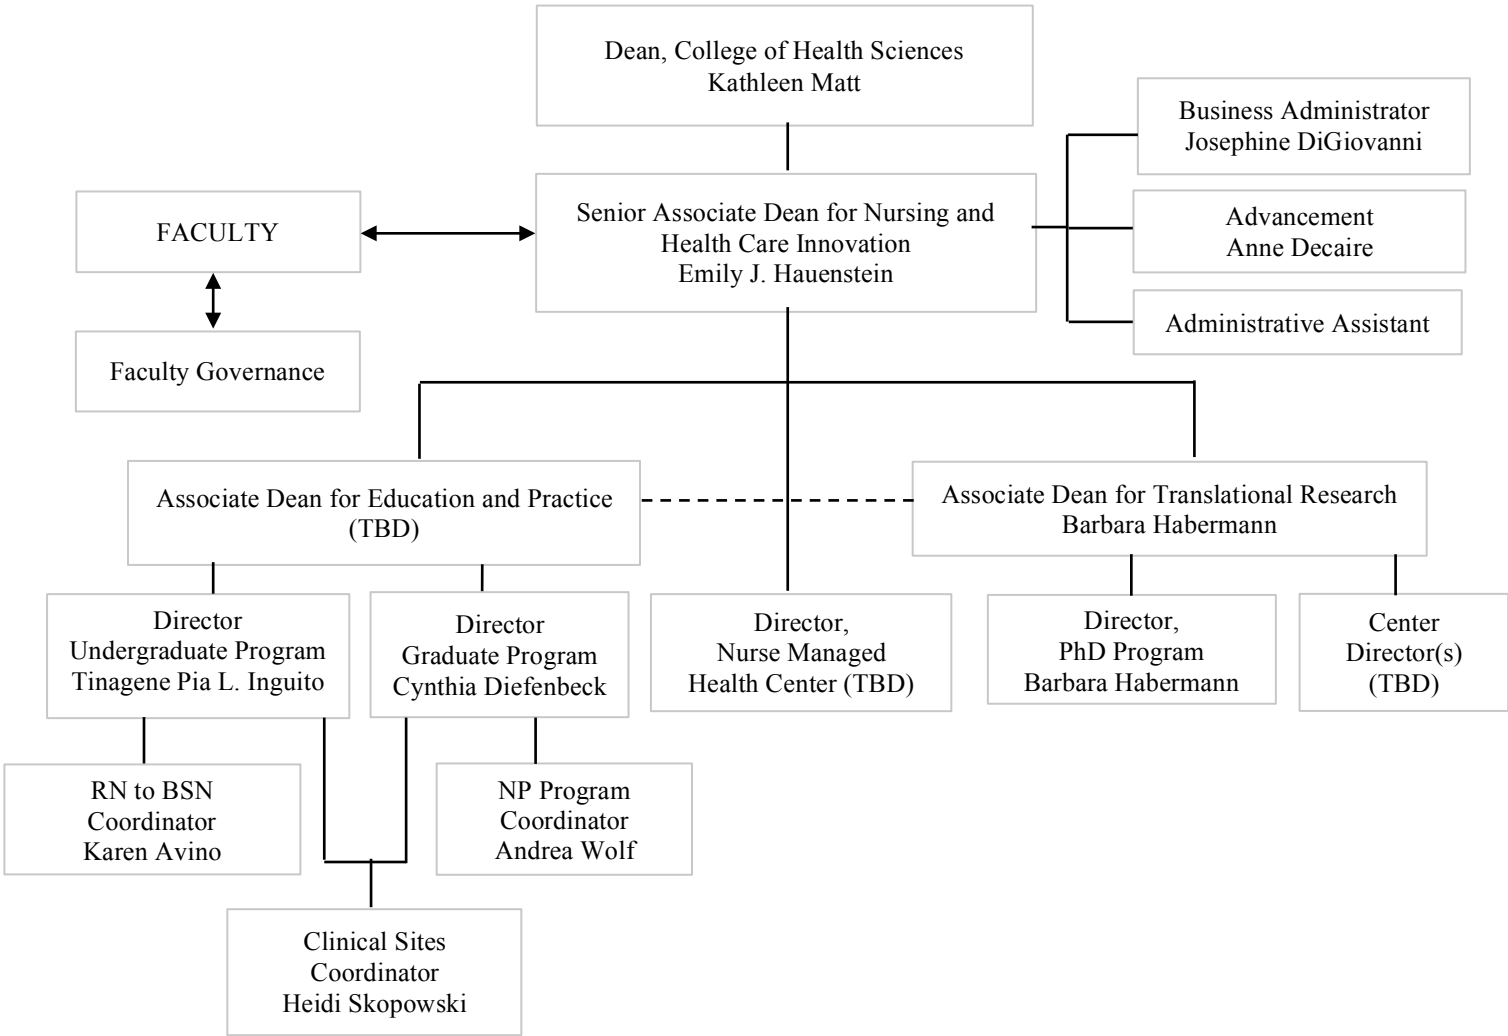 Dean, College of Health Sciences
Kathleen Matt
Business Administrator
Josephine DiGiovanni
FACULTY
Senior Associate Dean for Nursing and
Health Care Innovation
Emily J. Hauenstein
Advancement
Anne Decaire
Administrative Assistant
Faculty Governance
Associate Dean for Education and Practice
(TBD)
Associate Dean for Translational Research
Barbara Habermann
Director
Undergraduate Program
Tinagene Pia L. Inguito
Director
Graduate Program
Cynthia Diefenbeck
Director,
Nurse Managed
Health Center (TBD)
Director,
PhD Program
Barbara Habermann
Center
Director(s)
(TBD)
RN to BSN
Coordinator
Karen Avino
NP Program
Coordinator
Andrea Wolf
Clinical Sites
Coordinator
Heidi Skopowski